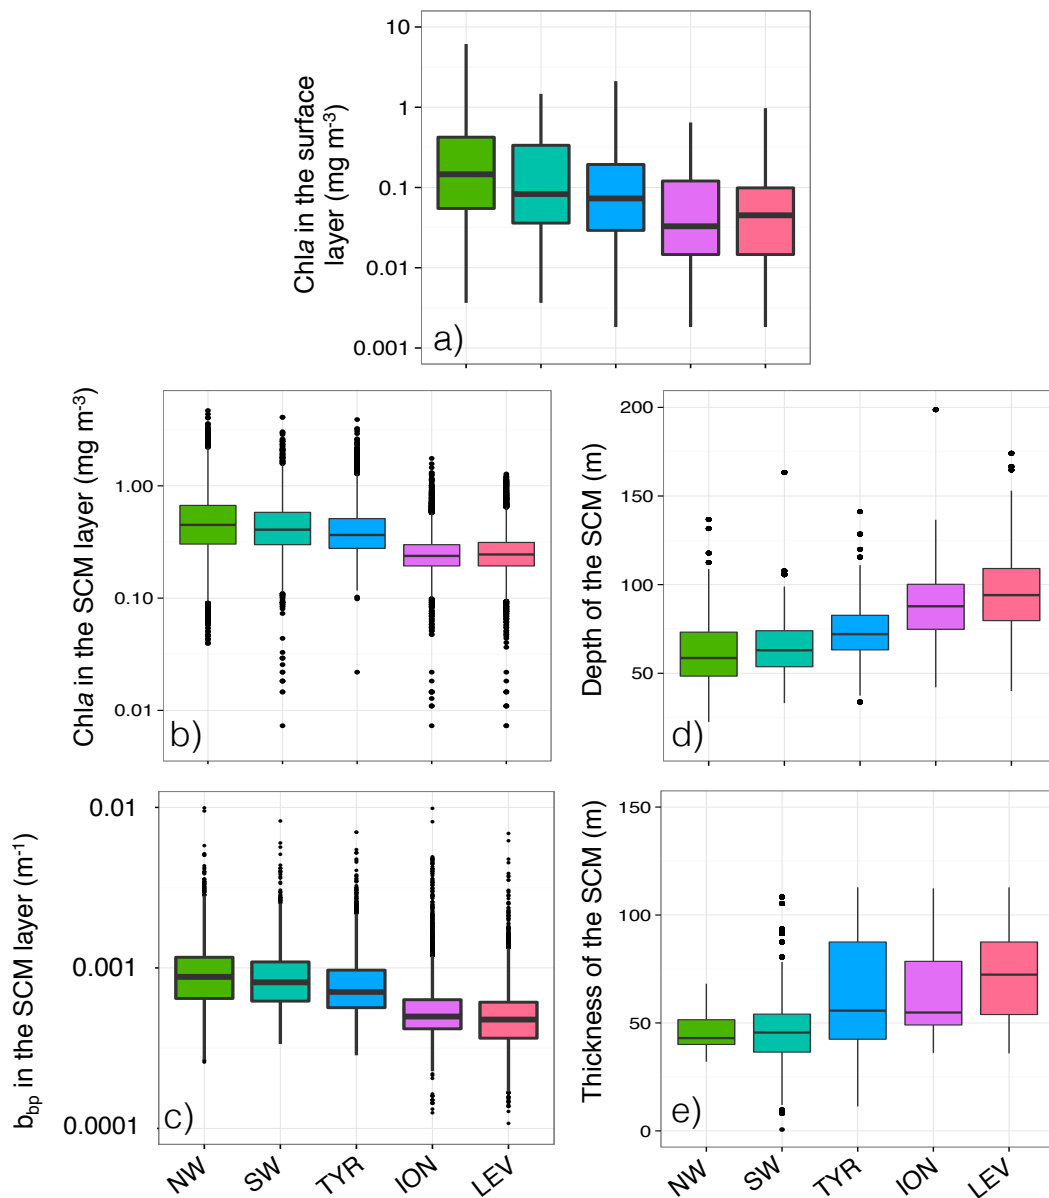 Chla in the surface
layer (mg m-3)
10
1
0.1
0.01
0.001
a)
Chla in the SCM layer (mg m-3)
1.00
0.10
0.01
b)
Depth of the SCM (m)
200
150
100
50
d)
bbp in the SCM layer (m-1)
0.01
0.001
0.0001
c)
NW
SW
TYR
ION
LEV
Thickness of the SCM (m)
150
100
50
0
e)
NW
SW
TYR
ION
LEV